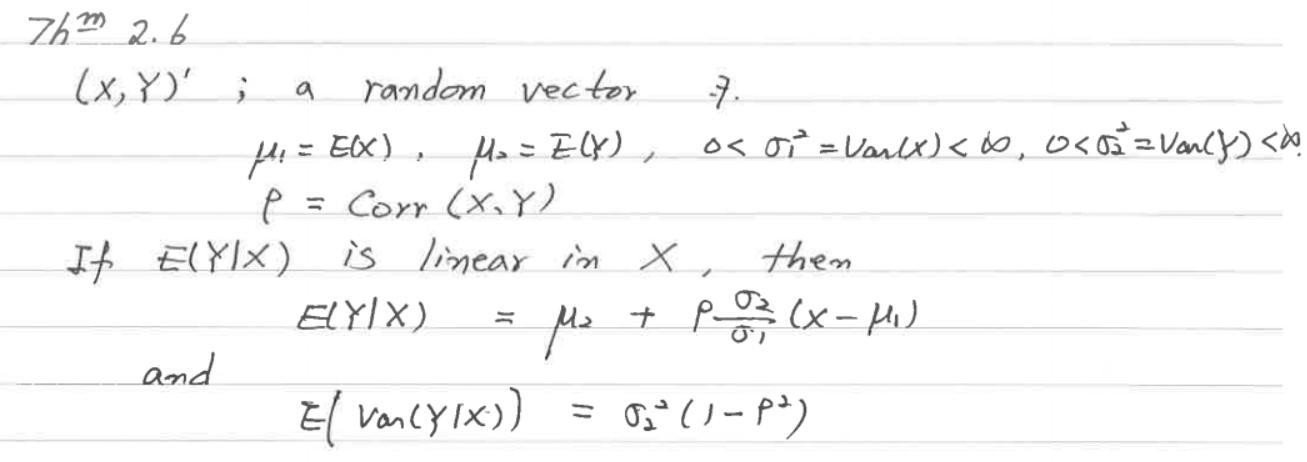 Thm 2.6
(X, Y)' ; a random vector ∋.
μ₁ = E(X), μ₂ = E(Y), 0 < σ₁² = Var(X) < ∞, 0 < σ₂² = Var(Y) < ∞.
ρ = Corr (X, Y)
If E(Y|X) is linear in X, then
E(Y|X) = μ₂ + ρ σ₂/σ₁ (X - μ₁)
and
E( Var(Y|X)) = σ₂² (1 - ρ²)